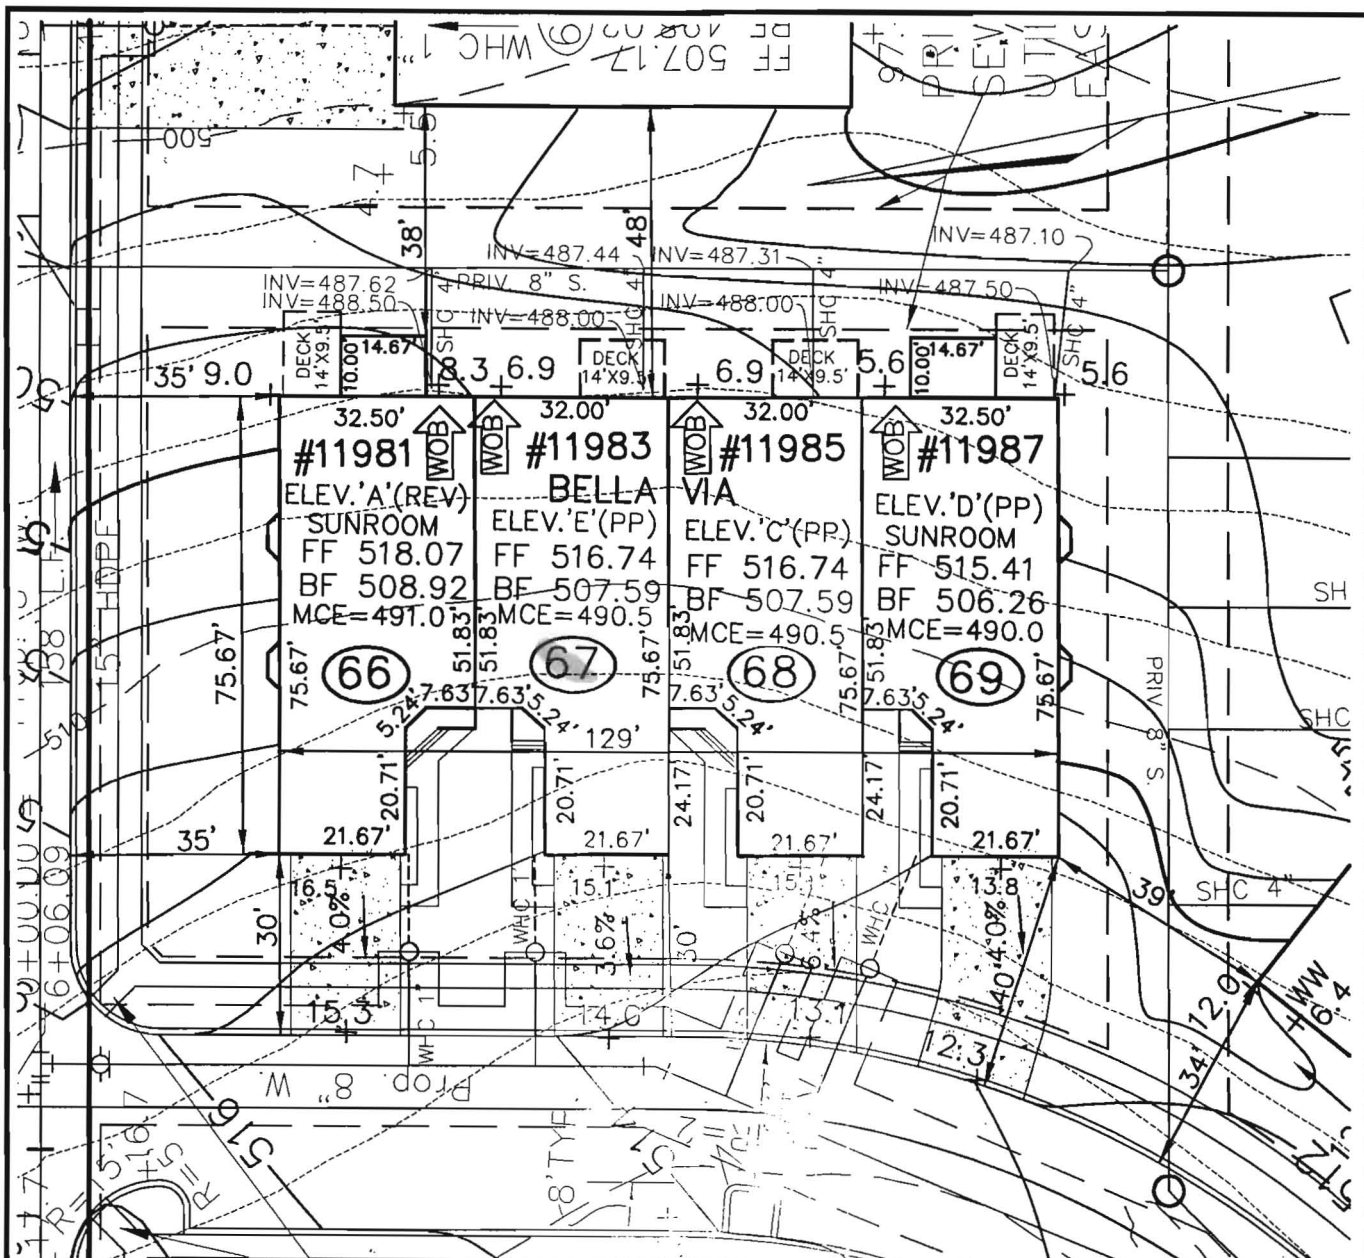 WHC 1"
9
FF 507.17
500
5.5
4.7
38'
48'
INV=487.44
INV=487.31
INV=487.10
INV=487.62
PRIV. 8" S.
INV=487.50
INV=488.50
INV=488.00
INV=488.00
SHC 4"
SHC 4"
SHC 4"
SHC 4"
DECK 14'X9.5'
10.00'
14.67'
DECK
14'X9.5'
DECK
14'X9.5'
14.67'
10.00'
DECK 14'X9.5'
35'
9.0
8.3
6.9
6.9
5.6
5.6
32.50'
32.00'
32.00'
32.50'
WOB
WOB
WOB
WOB
#11981
#11983
#11985
#11987
BELLA VIA
ELEV.'A'(REV)
SUNROOM
FF 518.07
BF 508.92
MCE=491.0
66
ELEV.'E'(PP)
FF 516.74
BF 507.59
MCE=490.5
67
ELEV.'C'(PP)
FF 516.74
BF 507.59
MCE=490.5
68
ELEV.'D'(PP)
SUNROOM
FF 515.41
BF 506.26
MCE=490.0
69
75.67'
75.67'
51.83'
51.83'
75.67'
51.83'
75.67'
51.83'
75.67'
5.24'
7.63'
7.63'
5.24'
7.63'
5.24'
7.63'
5.24'
129'
20.71'
20.71'
24.17'
20.71'
24.17'
20.71'
35'
21.67'
21.67'
21.67'
21.67'
15" HDPE
510
PRIV. 8" S.
SHC
SHC 4"
16.5
15.1
15.1
13.8
4.0%
3.6%
6.4%
4.0%
30'
30'
40'
39'
WHC 1"
WHC
WHC 1"
15.3
14.0
13.1
12.3
34'
12.0
WW
6.4
Prop. 8" W
516
512
+16.7
R=15
R=5
8' TYPE